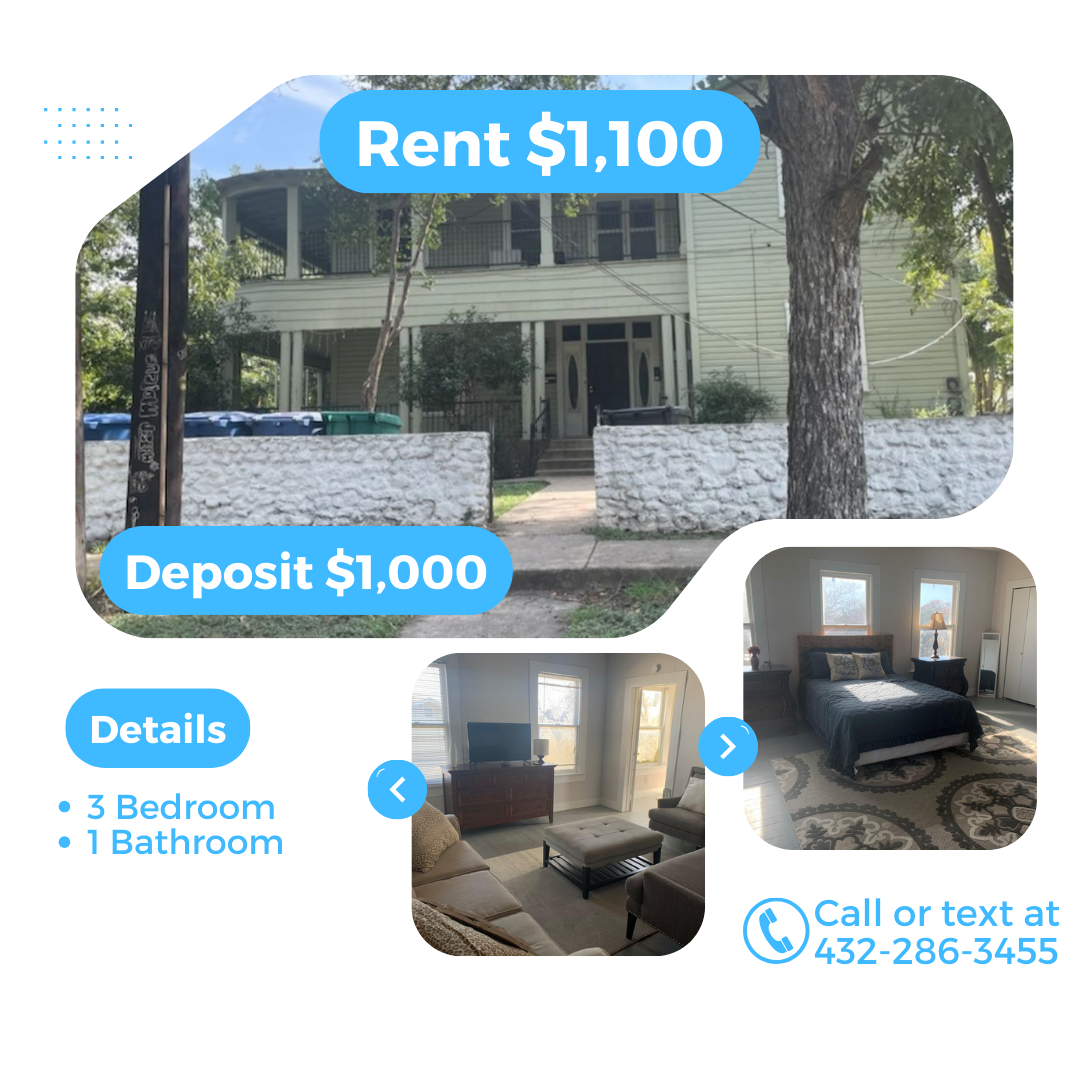 Rent $1,100
Deposit $1,000
Details
• 3 Bedroom
• 1 Bathroom
Call or text at
432-286-3455